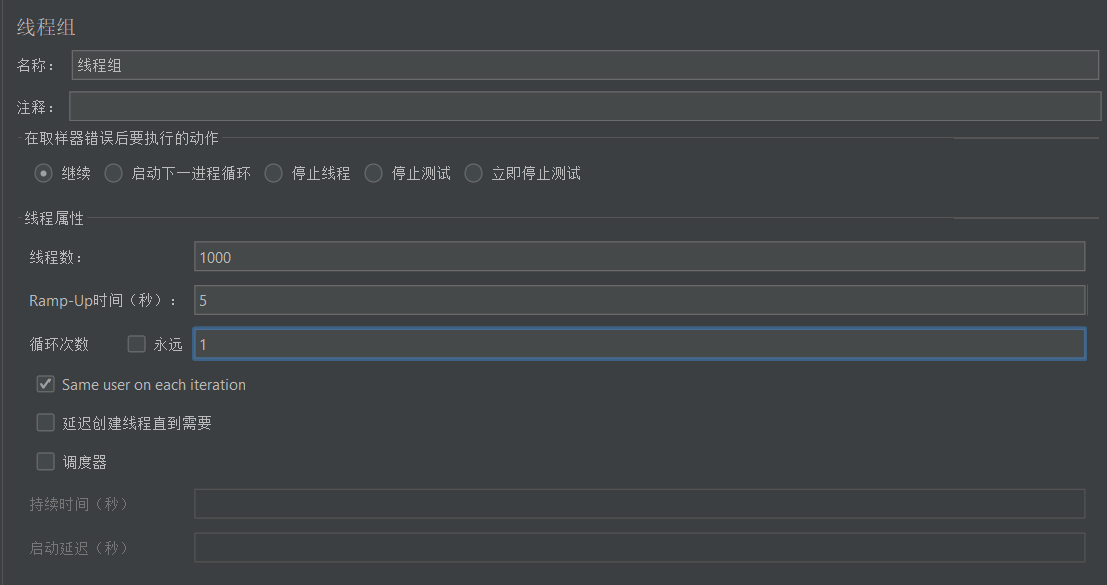 线程组
名称： 线程组
注释：
在取样器错误后要执行的动作
继续 启动下一进程循环 停止线程 停止测试 立即停止测试
线程属性
线程数： 1000
Ramp-Up时间（秒）： 5
循环次数 永远 1
Same user on each iteration
延迟创建线程直到需要
调度器
持续时间（秒）
启动延迟（秒）